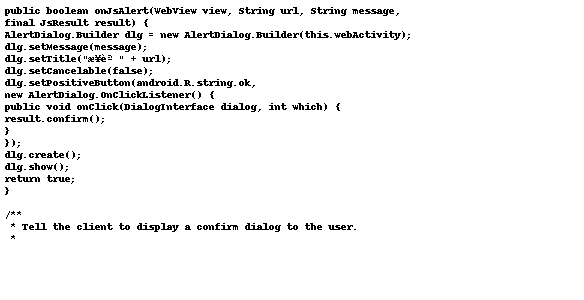 public boolean onJsAlert(WebView view, String url, String message,
final JsResult result) {
AlertDialog.Builder dlg = new AlertDialog.Builder(this.webActivity);
dlg.setMessage(message);
dlg.setTitle(" " + url);
dlg.setCancelable(false);
dlg.setPositiveButton(android.R.string.ok,
new AlertDialog.OnClickListener() {
public void onClick(DialogInterface dialog, int which) {
result.confirm();
}
});
dlg.create();
dlg.show();
return true;
}
/**
* Tell the client to display a confirm dialog to the user.
*